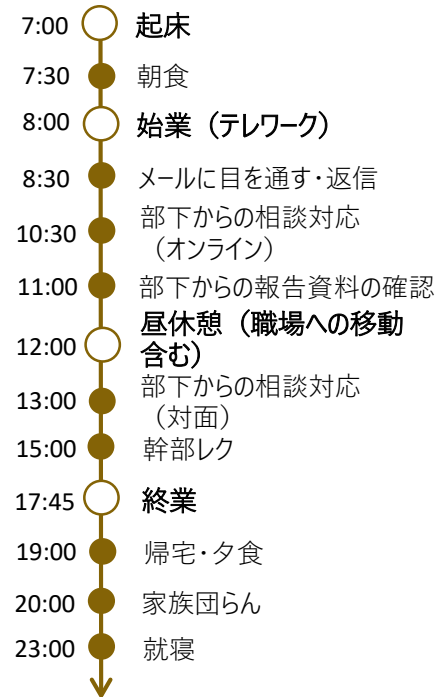 7:00 起床
7:30 朝食
8:00 始業（テレワーク）
8:30 メールに目を通す・返信
10:30 部下からの相談対応
（オンライン）
11:00 部下からの報告資料の確認
12:00 昼休憩（職場への移動
含む）
13:00 部下からの相談対応
（対面）
15:00 幹部レク
17:45 終業
19:00 帰宅・夕食
20:00 家族団らん
23:00 就寝